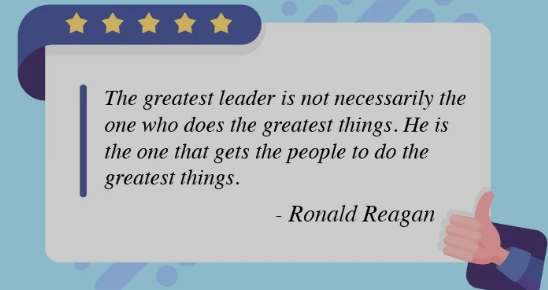 The greatest leader is not necessarily the
one who does the greatest things. He is
the one that gets the people to do the
greatest things.
- Ronald Reagan